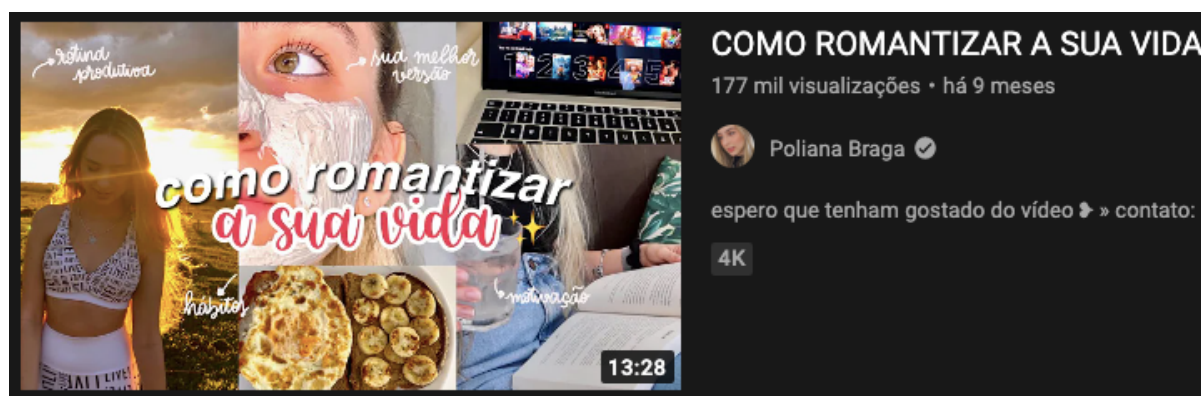 rotina
produtiva
sua melhor
versão
como romantizar
a sua vida
hábitos
motivação
13:28
COMO ROMANTIZAR A SUA VIDA
177 mil visualizações • há 9 meses
Poliana Braga
espero que tenham gostado do vídeo ❥ » contato:
4K